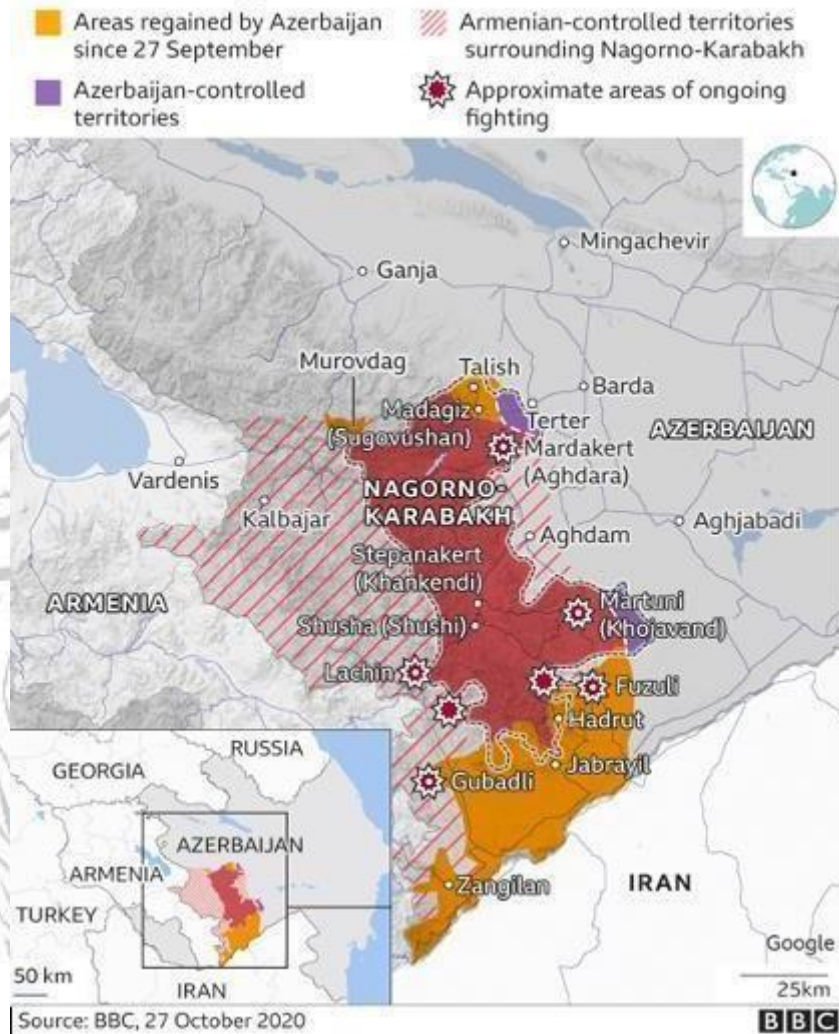 Areas regained by Azerbaijan
since 27 September
Armenian-controlled territories
surrounding Nagorno-Karabakh
Azerbaijan-controlled
territories
Approximate areas of ongoing
fighting
Mingachevir
Ganja
Murovdag
Talish
Barda
Madagiz
(Sugovushan)
Terter
AZERBAIJAN
Mardakert
(Aghdara)
Vardenis
NAGORNO-
KARABAKH
Kalbajar
Aghdam
Aghjabadi
Stepanakert
(Khankendi)
ARMENIA
Martuni
(Khojavand)
Shusha (Shushi)
Lachin
Fuzuli
Hadrut
Jabrayil
Gubadli
Zangilan
IRAN
RUSSIA
GEORGIA
AZERBAIJAN
ARMENIA
TURKEY
IRAN
50 km
Google
25km
Source: BBC, 27 October 2020
BBC